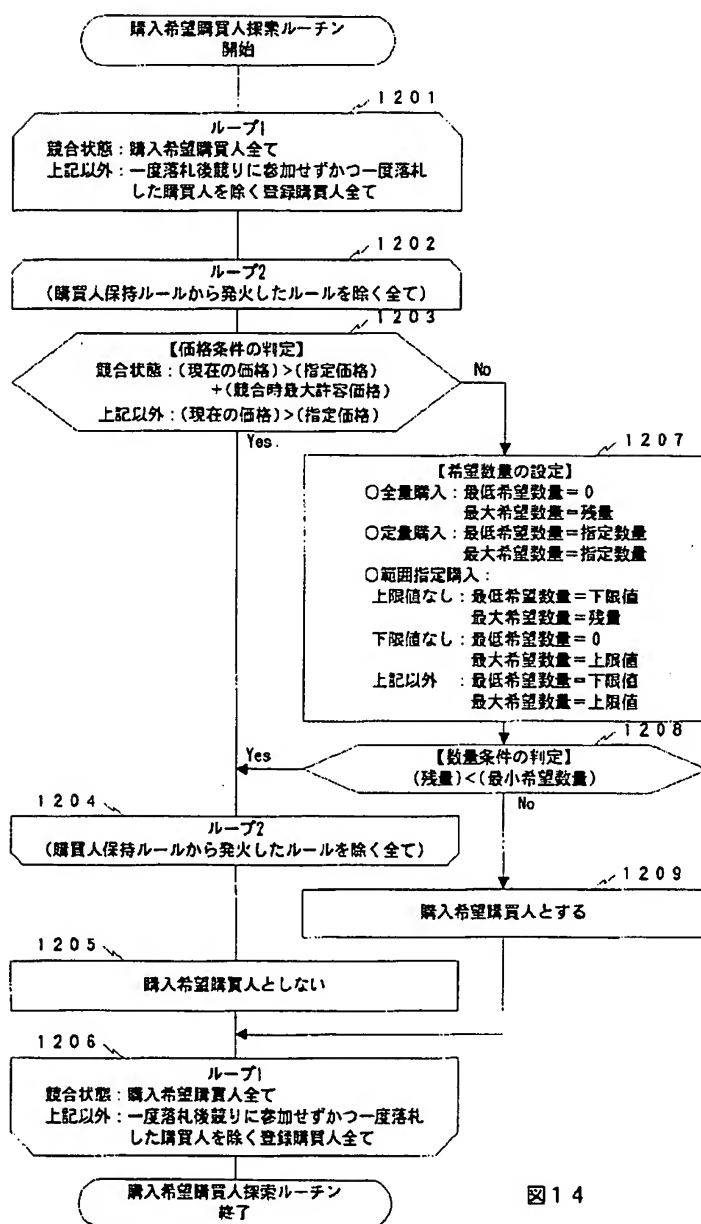 購入希望購買人探索ルーチン
開始
1201
ループ1
競合状態：購入希望購買人全て
上記以外：一度落札後競りに参加せずかつ一度落札
した購買人を除く登録購買人全て
1202
ループ2
(購買人保持ルールから発火したルールを除く全て)
1203
【価格条件の判定】
競合状態：(現在の価格)>(指定価格)
+(競合時最大許容価格)
上記以外：(現在の価格)>(指定価格)
No
Yes.
1207
【希望数量の設定】
○全量購入：最低希望数量＝0
最大希望数量＝残量
○定量購入：最低希望数量＝指定数量
最大希望数量＝指定数量
○範囲指定購入：
上限値なし：最低希望数量＝下限値
最大希望数量＝残量
下限値なし：最低希望数量＝0
最大希望数量＝上限値
上記以外　：最低希望数量＝下限値
最大希望数量＝上限値
1208
【数量条件の判定】
(残量)<(最小希望数量)
Yes
No
1204
ループ2
(購買人保持ルールから発火したルールを除く全て)
1209
購入希望購買人とする
1205
購入希望購買人としない
1206
ループ1
競合状態：購入希望購買人全て
上記以外：一度落札後競りに参加せずかつ一度落札
した購買人を除く登録購買人全て
購入希望購買人探索ルーチン
終了
図14